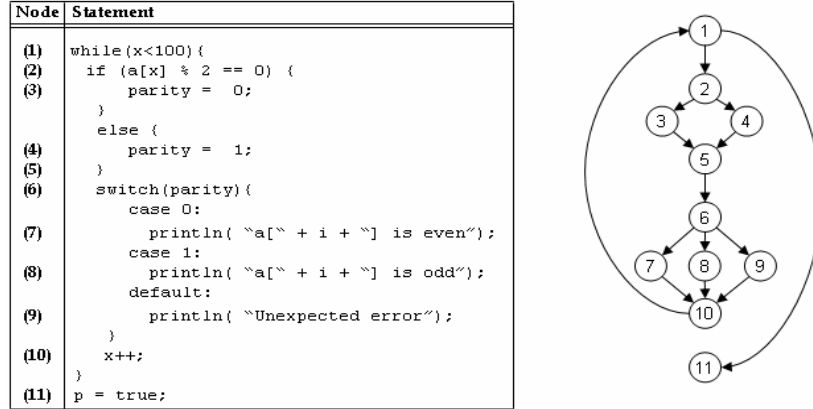 Node Statement
(1) while(x<100){
(2) if (a[x] % 2 == 0) {
(3) parity = 0;
}
else {
(4) parity = 1;
(5) }
(6) switch(parity){
case 0:
(7) println( "a[" + i + "] is even");
case 1:
(8) println( "a[" + i + "] is odd");
default:
(9) println( "Unexpected error");
}
(10) x++;
}
(11) p = true;
1
2
3 4
5
6
7 8 9
10
11